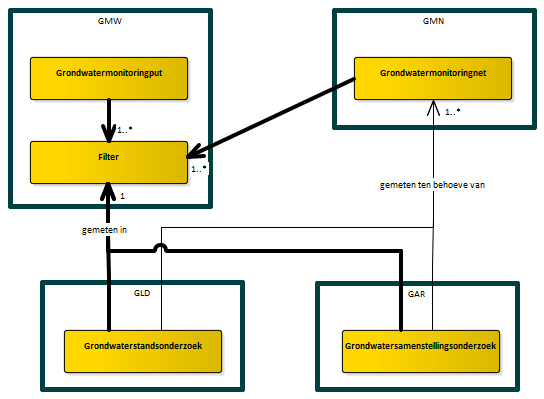 GMW
GMN
Grondwatermonitoringput
Grondwatermonitoringnet
1..*
1..*
Filter
1..*
gemeten ten behoeve van
1
gemeten in
GLD
GAR
Grondwaterstandsonderzoek
Grondwatersamenstellingsonderzoek